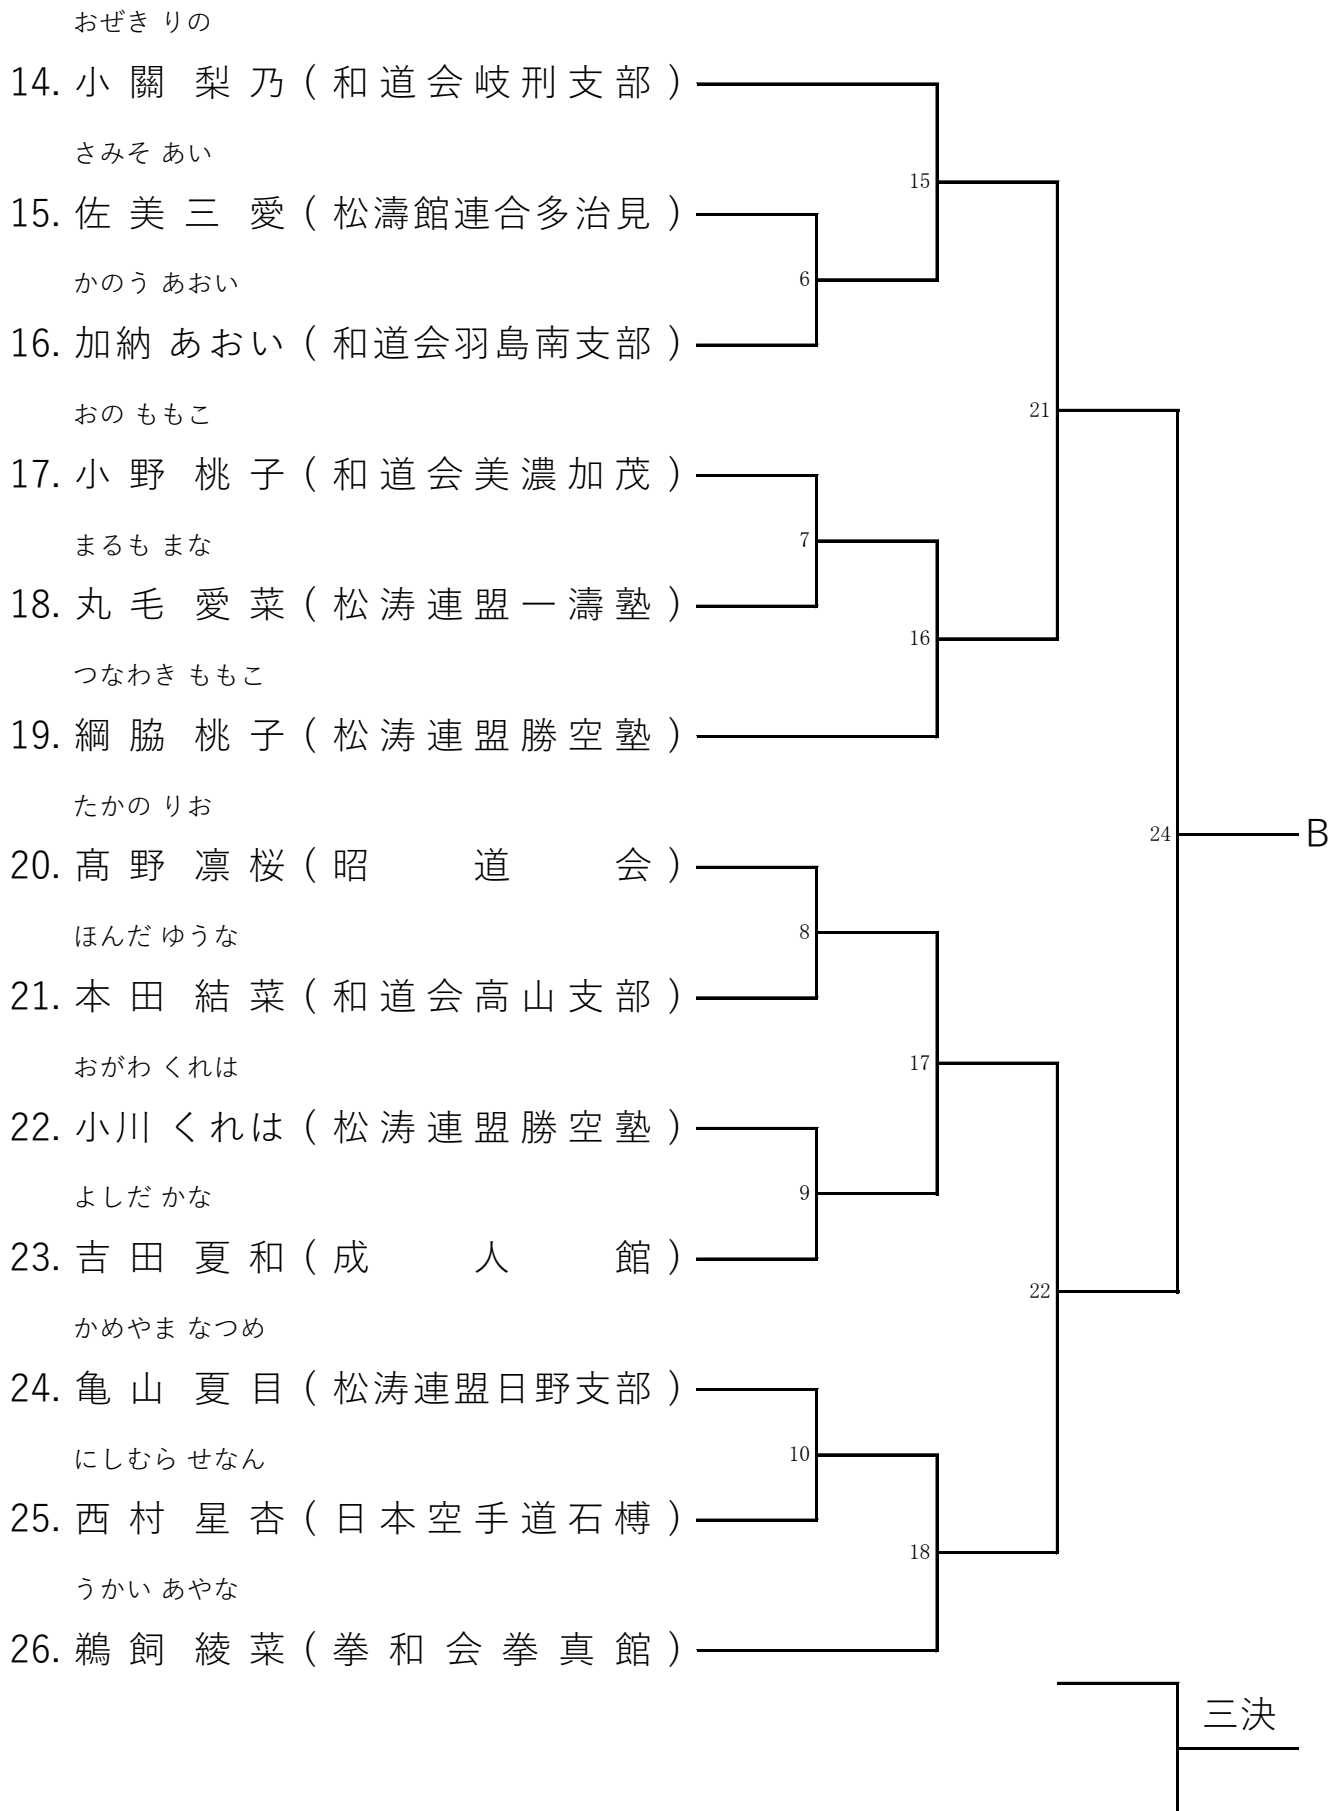 おぜき りの
14. 小關 梨乃(和道会岐刑支部)
さみそ あい
15
15. 佐美三 愛(松濤館連合多治見)
かのう あおい
6
16. 加納 あおい(和道会羽島南支部)
おの ももこ
21
17. 小野 桃子(和道会美濃加茂)
まるも まな
7
18. 丸毛 愛菜(松涛連盟一濤塾)
16
つなわき ももこ
19. 綱脇 桃子(松涛連盟勝空塾)
たかの りお
24
B
20. 髙野 凛桜(昭道会)
ほんだ ゆうな
8
21. 本田 結菜(和道会高山支部)
おがわ くれは
17
22. 小川 くれは(松涛連盟勝空塾)
よしだ かな
9
23. 吉田 夏和(成人館)
22
かめやま なつめ
24. 亀山 夏目(松涛連盟日野支部)
にしむら せなん
10
25. 西村 星杏(日本空手道石榑)
18
うかい あやな
26. 鵜飼 綾菜(拳和会拳真館)
三決